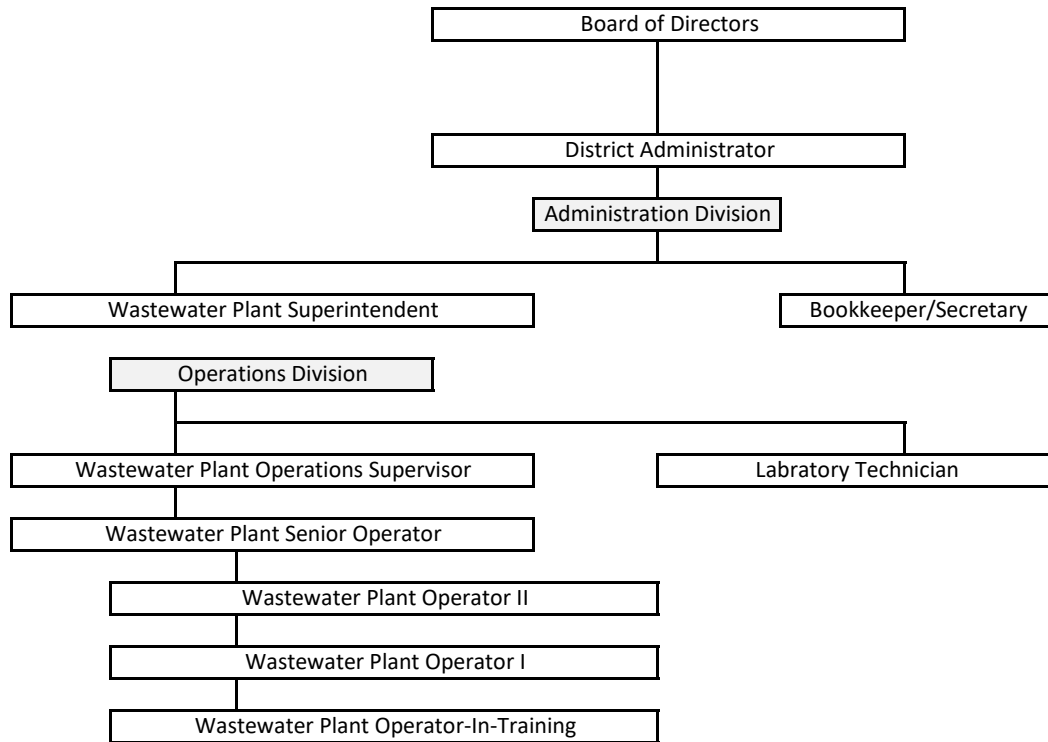 Board of Directors
District Administrator
Administration Division
Wastewater Plant Superintendent
Bookkeeper/Secretary
Operations Division
Wastewater Plant Operations Supervisor
Labratory Technician
Wastewater Plant Senior Operator
Wastewater Plant Operator II
Wastewater Plant Operator I
Wastewater Plant Operator-In-Training